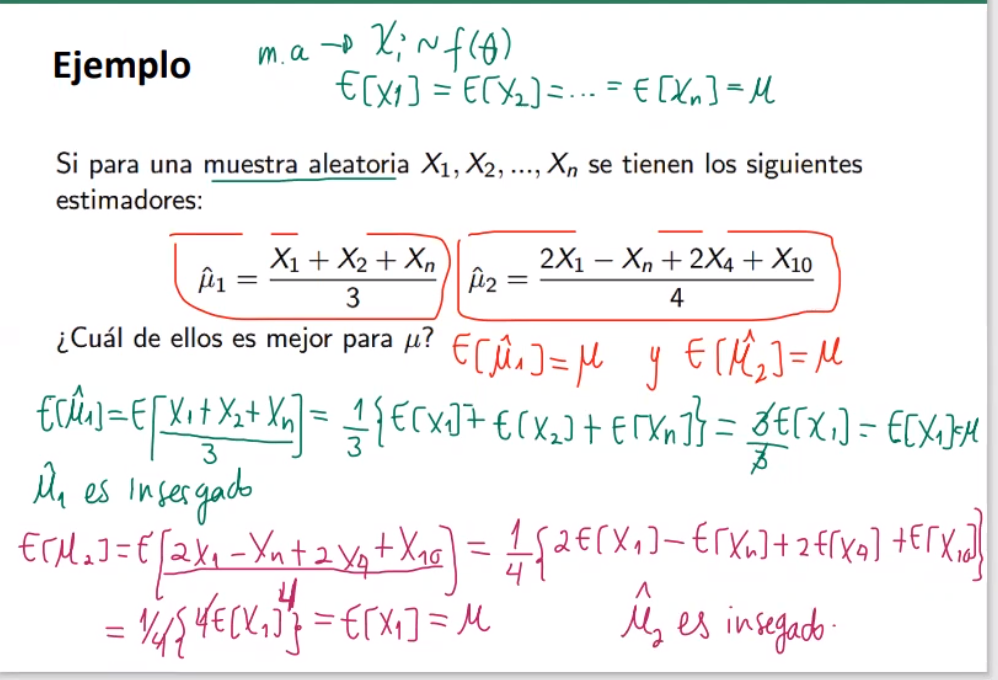 Ejemplo
m.a → Xᵢ ~ f(θ)
E[X1] = E[X₂] = ... = E[Xₙ] = μ
Si para una muestra aleatoria X₁, X₂, ..., Xₙ se tienen los siguientes
estimadores:
μ̂₁ = (X₁ + X₂ + Xₙ)/3   μ̂₂ = (2X₁ − Xₙ + 2X₄ + X₁₀)/4
¿Cuál de ellos es mejor para μ? E[μ̂₁] = μ y E[μ̂₂] = μ
E[μ̂₁] = E[(X₁ + X₂ + Xₙ)/3] = 1/3 {E[X₁] + E[X₂] + E[Xₙ]} = 3E[X₁]/3 = E[X₁] = μ
μ̂₁ es insesgado
E[μ₂] = E[(2X₁ − Xₙ + 2X₄ + X₁₀)/4] = 1/4 {2E[X₁] − E[Xₙ] + 2E[X₄] + E[X₁₀]}
= 1/4 {4E[X₁]} = E[X₁] = μ   μ̂₂ es insegado.